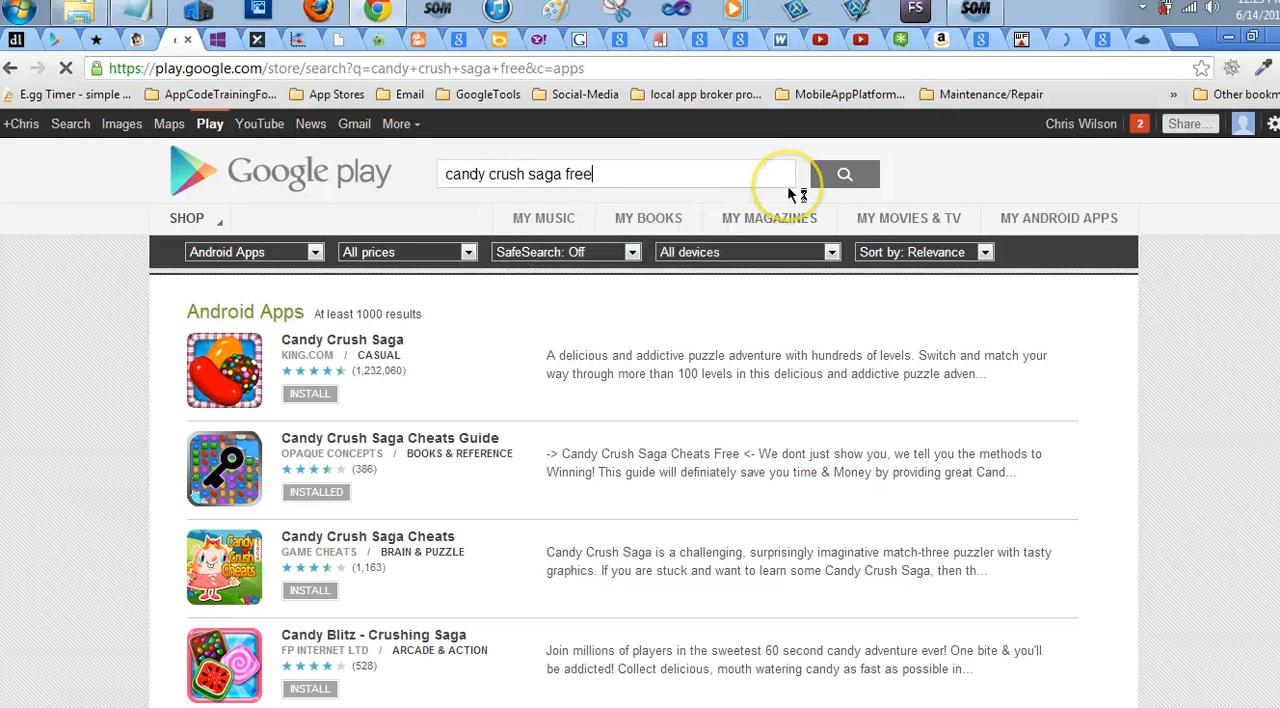 SOM
FS
SOM
6/14/201
dl
W
https://play.google.com/store/search?q=candy+crush+saga+free&c=apps
E.gg Timer - simple ...
AppCodeTrainingFo...
App Stores
Email
GoogleTools
Social-Media
local app broker pro...
MobileAppPlatform...
Maintenance/Repair
»
Other bookm
+Chris Search Images Maps Play YouTube News Gmail More
Chris Wilson 2 Share...
Google play
candy crush saga free
SHOP
MY MUSIC
MY BOOKS
MY MAGAZINES
MY MOVIES & TV
MY ANDROID APPS
Android Apps
All prices
SafeSearch: Off
All devices
Sort by: Relevance
Android Apps At least 1000 results
Candy Crush Saga
KING.COM / CASUAL
(1,232,060)
INSTALL
A delicious and addictive puzzle adventure with hundreds of levels. Switch and match your
way through more than 100 levels in this delicious and addictive puzzle adven...
Candy Crush Saga Cheats Guide
OPAQUE CONCEPTS / BOOKS & REFERENCE
(386)
INSTALLED
-> Candy Crush Saga Cheats Free <- We dont just show you, we tell you the methods to
Winning! This guide will definiately save you time & Money by providing great Cand...
Candy Crush Saga Cheats
GAME CHEATS / BRAIN & PUZZLE
(1,163)
INSTALL
Candy Crush Saga is a challenging, surprisingly imaginative match-three puzzler with tasty
graphics. If you are stuck and want to learn some Candy Crush Saga then th...
Candy
Crush
Cheats
Candy Blitz - Crushing Saga
FP INTERNET LTD / ARCADE & ACTION
(528)
INSTALL
Join millions of players in the sweetest 60 second candy adventure ever! One bite & you'll
be addicted! Collect delicious, mouth watering candy as fast as possible in...